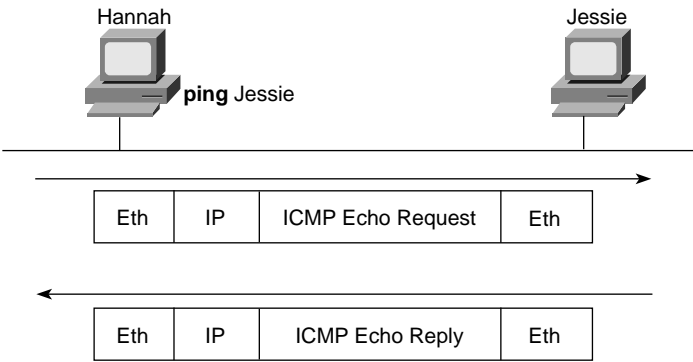 Hannah
Jessie
ping Jessie
Eth IP ICMP Echo Request Eth
Eth IP ICMP Echo Reply Eth